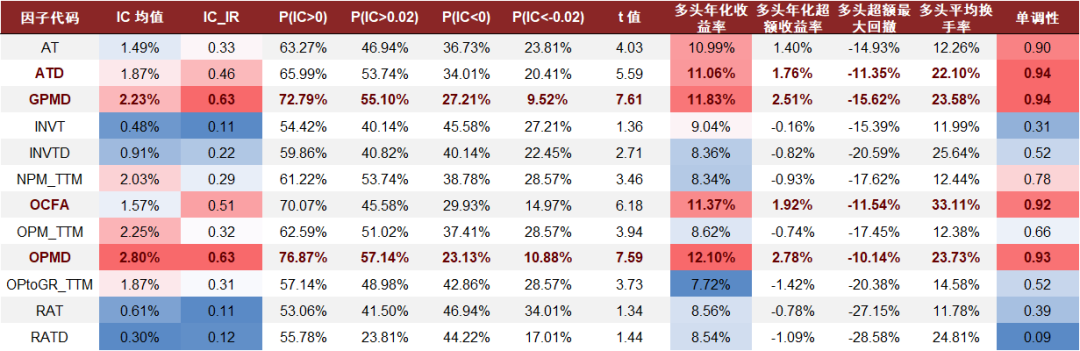 因子代码 IC 均值 IC_IR P(IC>0) P(IC>0.02) P(IC<0) P(IC<-0.02) t 值 多头年化收益率 多头年化超额收益率 多头超额最大回撤 多头平均换手率 单调性
AT 1.49% 0.33 63.27% 46.94% 36.73% 23.81% 4.03 10.99% 1.40% -14.93% 12.26% 0.90
ATD 1.87% 0.46 65.99% 53.74% 34.01% 20.41% 5.59 11.06% 1.76% -11.35% 22.10% 0.94
GPMD 2.23% 0.63 72.79% 55.10% 27.21% 9.52% 7.61 11.83% 2.51% -15.62% 23.58% 0.94
INVT 0.48% 0.11 54.42% 40.14% 45.58% 27.21% 1.36 9.04% -0.16% -15.39% 11.99% 0.31
INVTD 0.91% 0.22 59.86% 40.82% 40.14% 22.45% 2.71 8.36% -0.82% -20.59% 25.64% 0.52
NPM_TTM 2.03% 0.29 61.22% 53.74% 38.78% 28.57% 3.46 8.34% -0.93% -17.62% 12.44% 0.78
OCFA 1.57% 0.51 70.07% 45.58% 29.93% 14.97% 6.18 11.37% 1.92% -11.54% 33.11% 0.92
OPM_TTM 2.25% 0.32 62.59% 51.02% 37.41% 28.57% 3.94 8.62% -0.74% -17.45% 12.38% 0.66
OPMD 2.80% 0.63 76.87% 57.14% 23.13% 10.88% 7.59 12.10% 2.78% -10.14% 23.73% 0.93
OPtoGR_TTM 1.87% 0.31 57.14% 48.98% 42.86% 28.57% 3.73 7.72% -1.42% -20.38% 14.58% 0.52
RAT 0.61% 0.11 53.06% 41.50% 46.94% 34.01% 1.34 8.56% -0.78% -27.15% 11.78% 0.39
RATD 0.30% 0.12 55.78% 23.81% 44.22% 17.01% 1.44 8.54% -1.09% -28.58% 24.81% 0.09